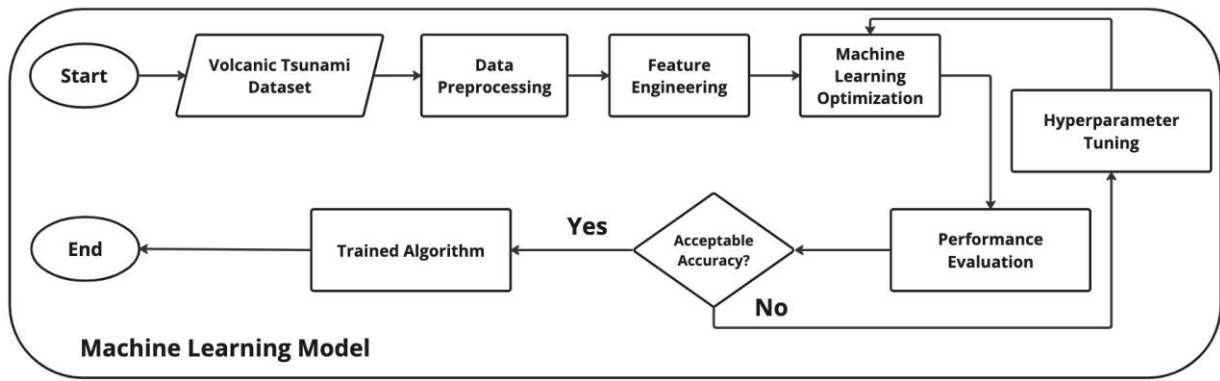 Start
Volcanic Tsunami
Dataset
Data
Preprocessing
Feature
Engineering
Machine
Learning
Optimization
Hyperparameter
Tuning
Performance
Evaluation
Acceptable
Accuracy?
No
Yes
Trained Algorithm
End
Machine Learning Model